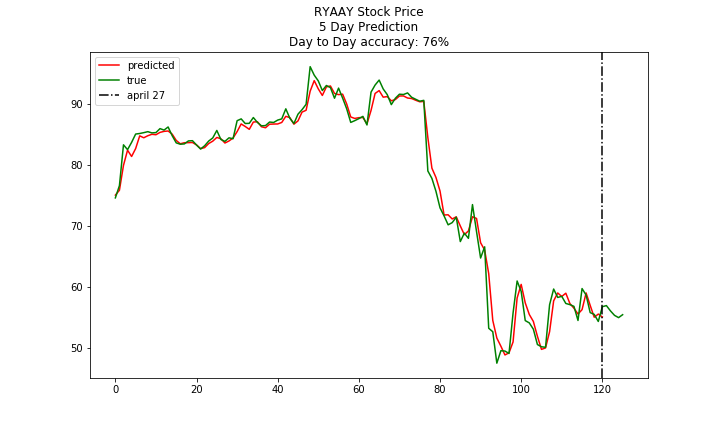 RYAAY Stock Price
5 Day Prediction
Day to Day accuracy: 76%
predicted
true
april 27
90
80
70
60
50
0
20
40
60
80
100
120